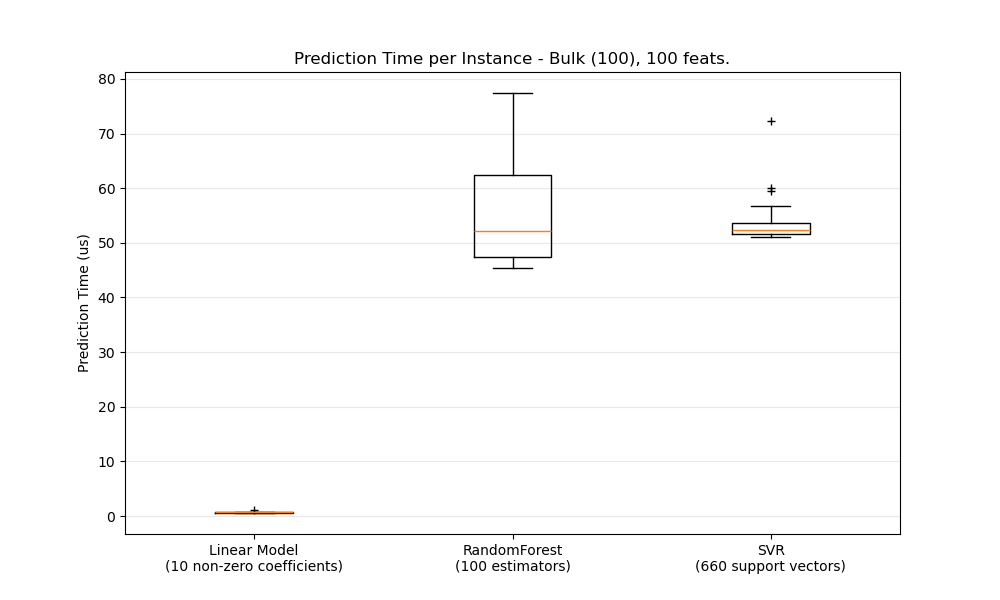 Prediction Time per Instance - Bulk (100), 100 feats.
80
70
60
50
40
30
20
10
0
Prediction Time (us)
Linear Model
(10 non-zero coefficients)
RandomForest
(100 estimators)
SVR
(660 support vectors)